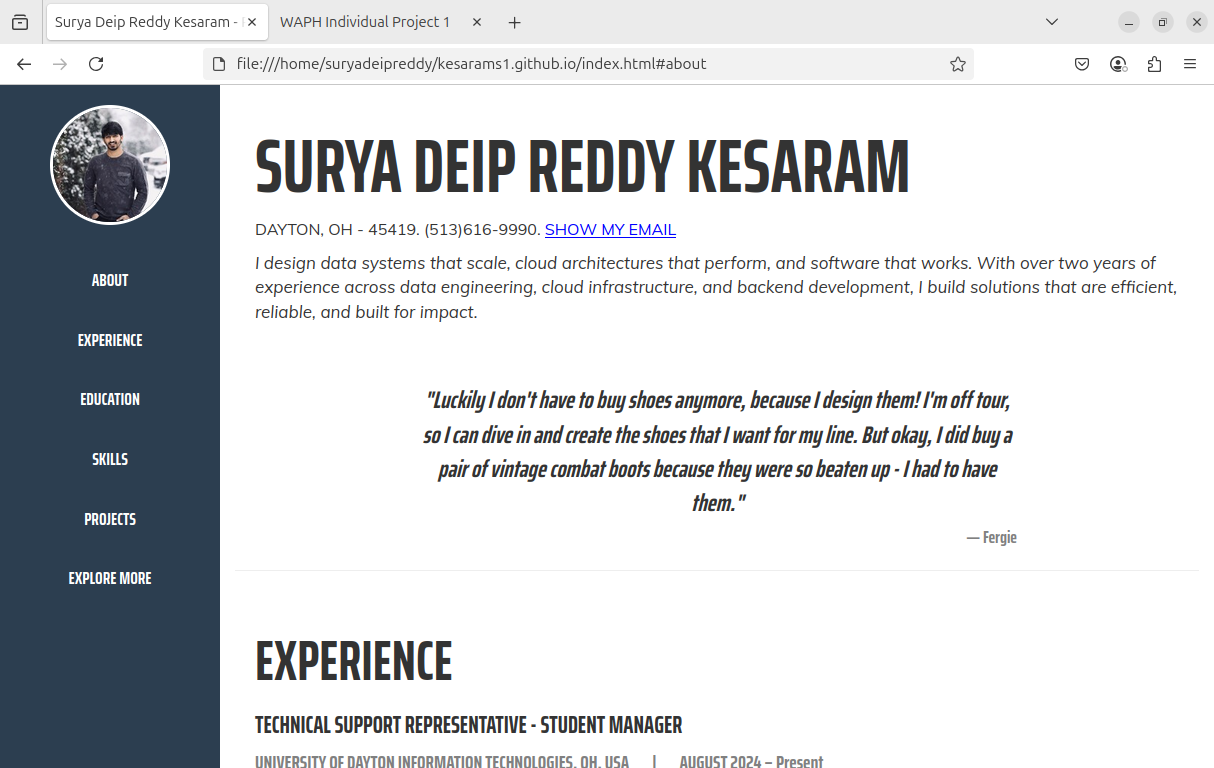 Surya Deip Reddy Kesaram -
WAPH Individual Project 1
file:///home/suryadeipreddy/kesarams1.github.io/index.html#about
ABOUT
EXPERIENCE
EDUCATION
SKILLS
PROJECTS
EXPLORE MORE
SURYA DEIP REDDY KESARAM
DAYTON, OH - 45419. (513)616-9990. SHOW MY EMAIL
I design data systems that scale, cloud architectures that perform, and software that works. With over two years of
experience across data engineering, cloud infrastructure, and backend development, I build solutions that are efficient,
reliable, and built for impact.
"Luckily I don't have to buy shoes anymore, because I design them! I'm off tour,
so I can dive in and create the shoes that I want for my line. But okay, I did buy a
pair of vintage combat boots because they were so beaten up - I had to have
them."
— Fergie
EXPERIENCE
TECHNICAL SUPPORT REPRESENTATIVE - STUDENT MANAGER
UNIVERSITY OF DAYTON INFORMATION TECHNOLOGIES, OH, USA | AUGUST 2024 – Present